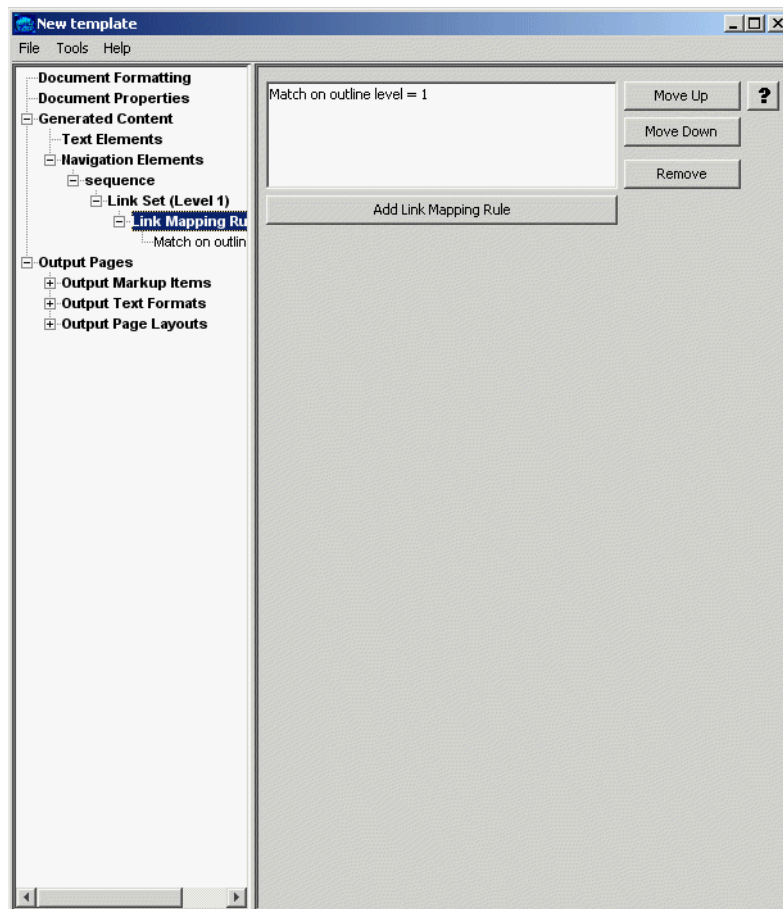 New template
File Tools Help
Document Formatting
Document Properties
Generated Content
Text Elements
Navigation Elements
sequence
Link Set (Level 1)
Link Mapping Ru
Match on outlin
Output Pages
Output Markup Items
Output Text Formats
Output Page Layouts
Match on outline level = 1
Move Up ?
Move Down
Remove
Add Link Mapping Rule